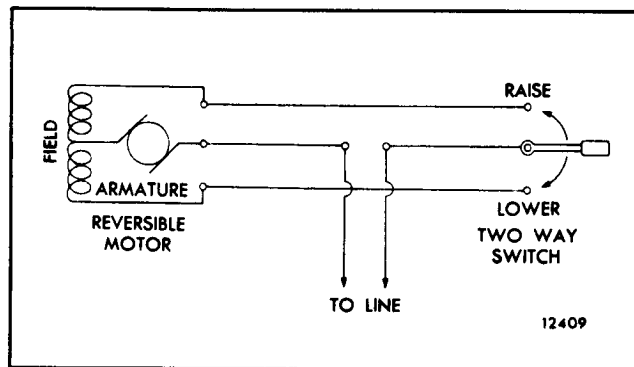 RAISE
FIELD
ARMATURE
REVERSIBLE
MOTOR
LOWER
TWO WAY
SWITCH
TO LINE
12409